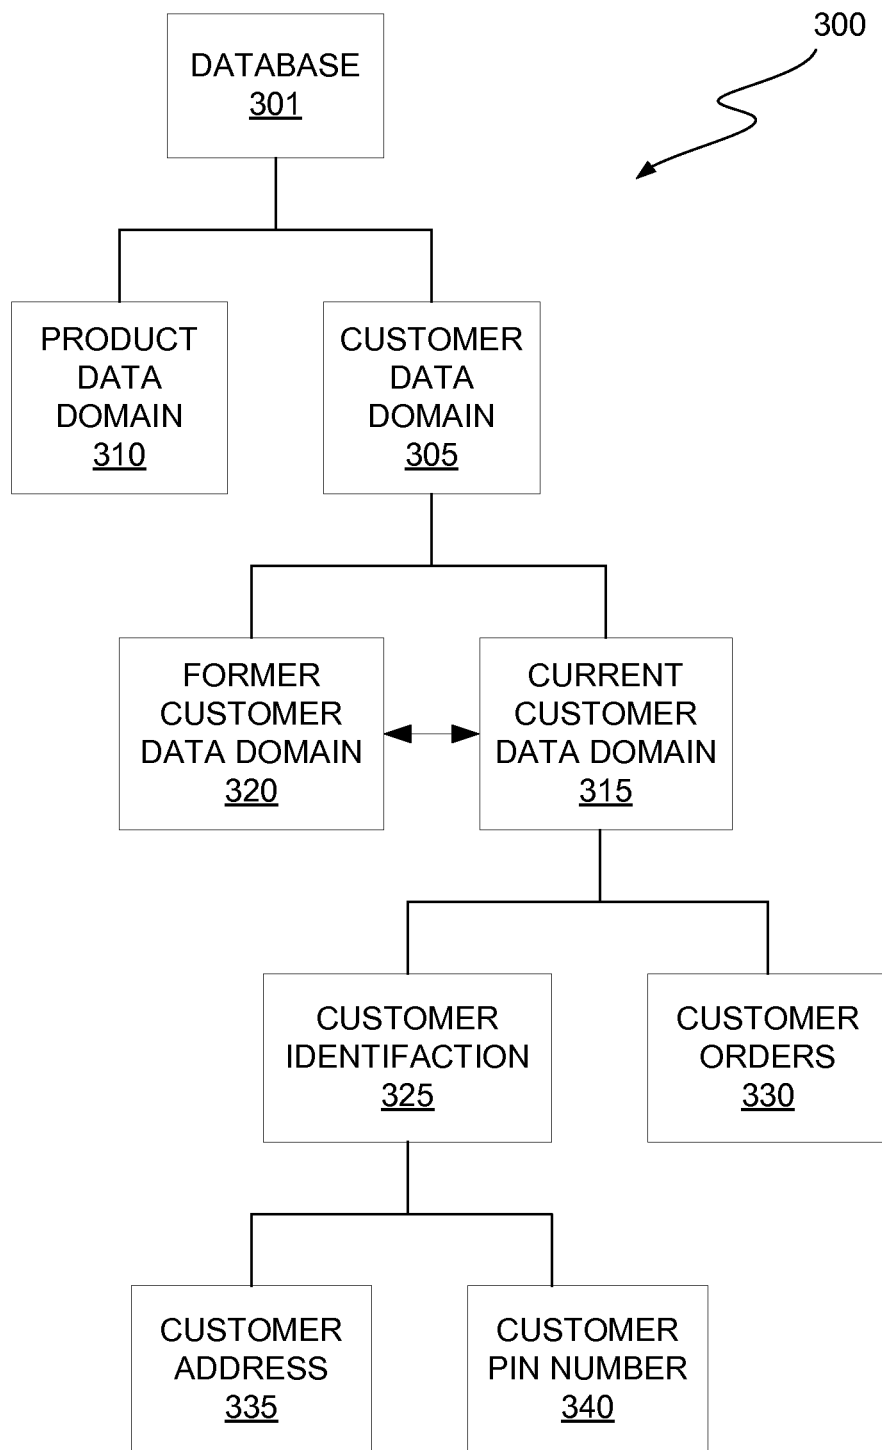 300
DATABASE
301
PRODUCT
DATA
DOMAIN
310
CUSTOMER
DATA
DOMAIN
305
FORMER
CUSTOMER
DATA DOMAIN
320
CURRENT
CUSTOMER
DATA DOMAIN
315
CUSTOMER
IDENTIFACTION
325
CUSTOMER
ORDERS
330
CUSTOMER
ADDRESS
335
CUSTOMER
PIN NUMBER
340